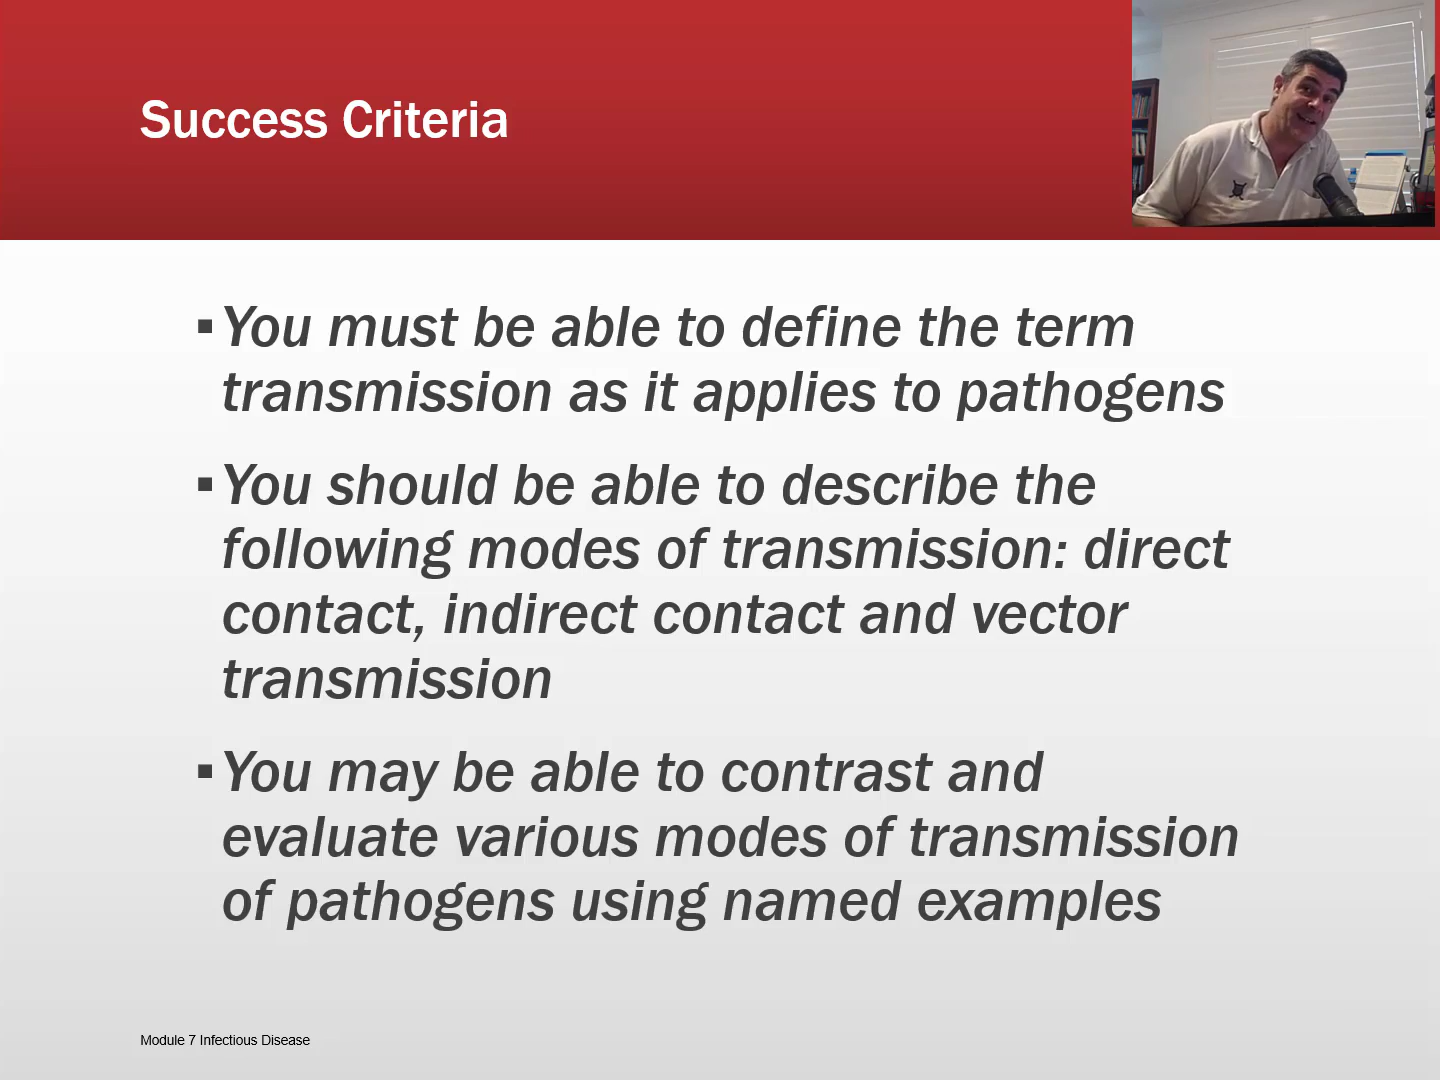 Success Criteria
▪You must be able to define the term
transmission as it applies to pathogens
▪You should be able to describe the
following modes of transmission: direct
contact, indirect contact and vector
transmission
▪You may be able to contrast and
evaluate various modes of transmission
of pathogens using named examples
Module 7 Infectious Disease